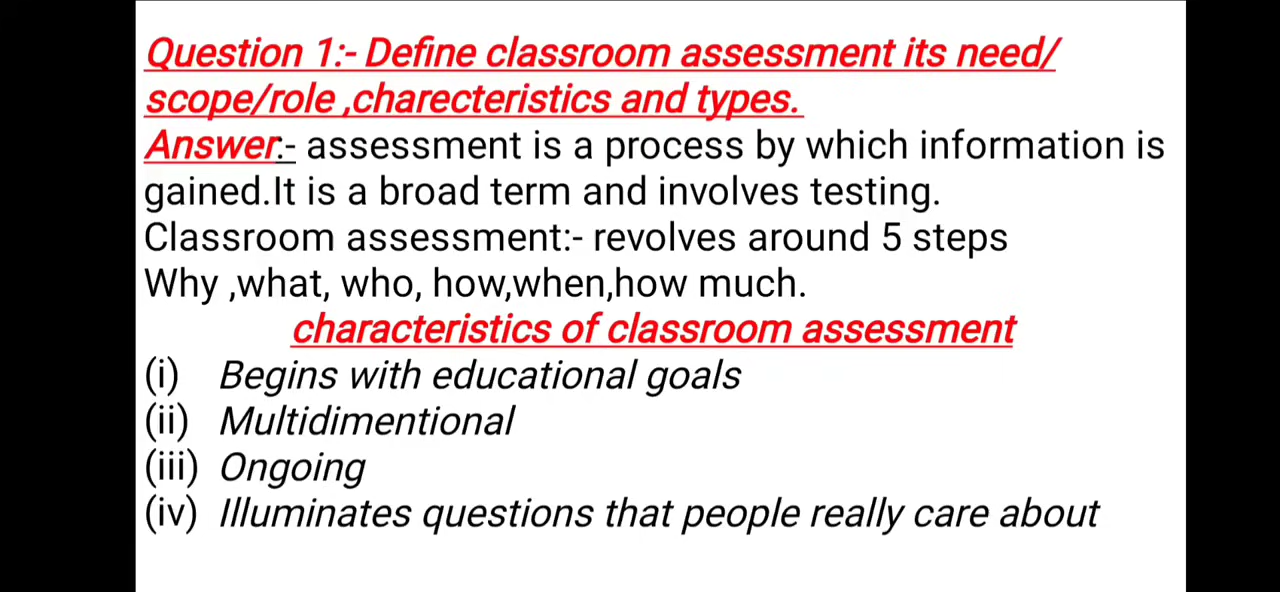 Question 1:- Define classroom assessment its need/
scope/role ,charecteristics and types.
Answer:- assessment is a process by which information is
gained.It is a broad term and involves testing.
Classroom assessment:- revolves around 5 steps
Why ,what, who, how,when,how much.
characteristics of classroom assessment
(i) Begins with educational goals
(ii) Multidimentional
(iii) Ongoing
(iv) Illuminates questions that people really care about